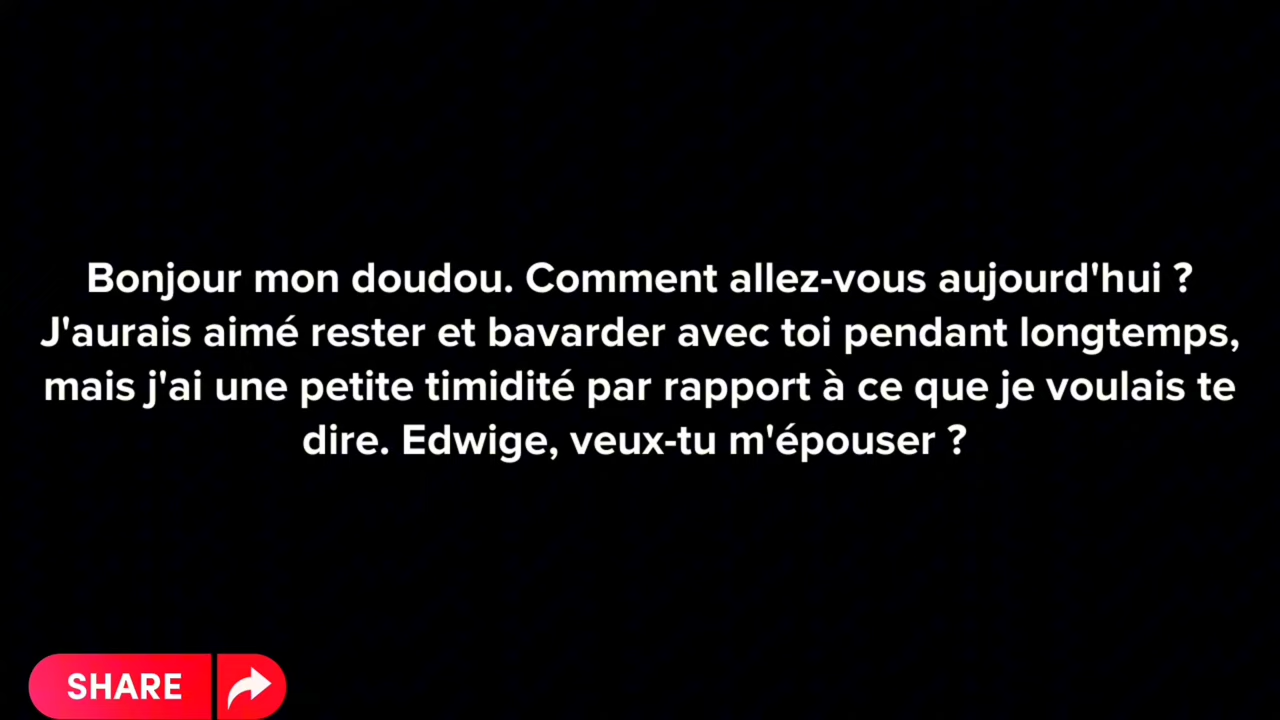 Bonjour mon doudou. Comment allez-vous aujourd'hui ?
J'aurais aimé rester et bavarder avec toi pendant longtemps,
mais j'ai une petite timidité par rapport à ce que je voulais te
dire. Edwige, veux-tu m'épouser ?
SHARE